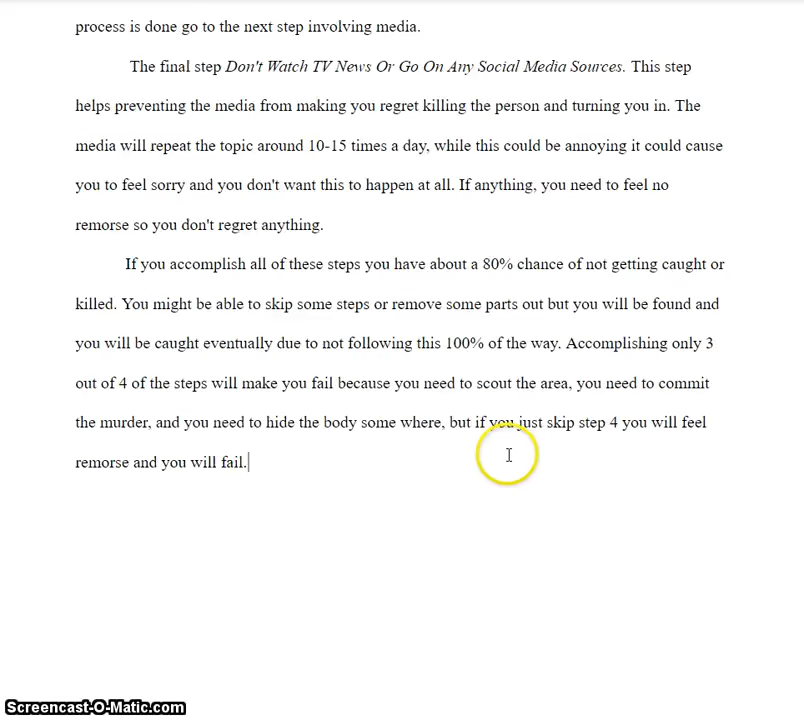 process is done go to the next step involving media.
The final step Don't Watch TV News Or Go On Any Social Media Sources. This step
helps preventing the media from making you regret killing the person and turning you in. The
media will repeat the topic around 10-15 times a day, while this could be annoying it could cause
you to feel sorry and you don't want this to happen at all. If anything, you need to feel no
remorse so you don't regret anything.
If you accomplish all of these steps you have about a 80% chance of not getting caught or
killed. You might be able to skip some steps or remove some parts out but you will be found and
you will be caught eventually due to not following this 100% of the way. Accomplishing only 3
out of 4 of the steps will make you fail because you need to scout the area, you need to commit
the murder, and you need to hide the body some where, but if you just skip step 4 you will feel
remorse and you will fail.
Screencast-O-Matic.com